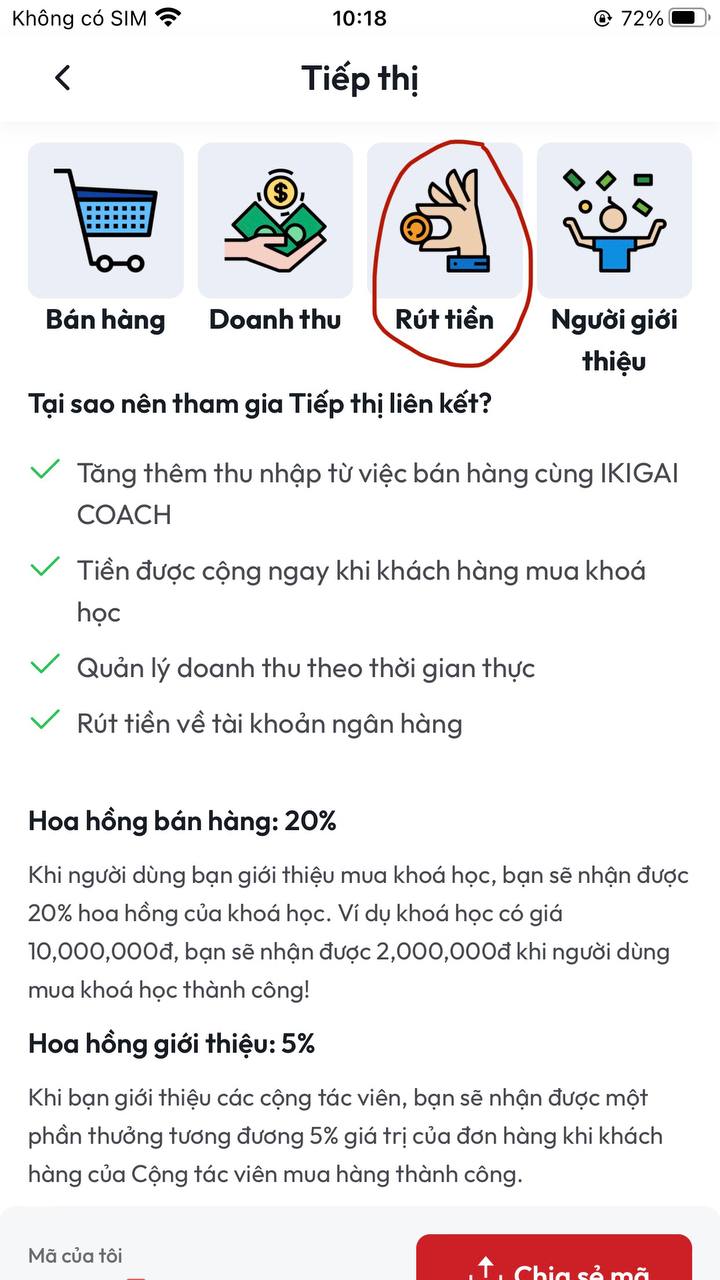 Không có SIM 10:18 72%
Tiếp thị
Bán hàng Doanh thu Rút tiền Người giới
thiệu
Tại sao nên tham gia Tiếp thị liên kết?
Tăng thêm thu nhập từ việc bán hàng cùng IKIGAI
COACH
Tiền được cộng ngay khi khách hàng mua khoá
học
Quản lý doanh thu theo thời gian thực
Rút tiền về tài khoản ngân hàng
Hoa hồng bán hàng: 20%
Khi người dùng bạn giới thiệu mua khoá học, bạn sẽ nhận được
20% hoa hồng của khoá học. Ví dụ khoá học có giá
10,000,000đ, bạn sẽ nhận được 2,000,000đ khi người dùng
mua khoá học thành công!
Hoa hồng giới thiệu: 5%
Khi bạn giới thiệu các cộng tác viên, bạn sẽ nhận được một
phần thưởng tương đương 5% giá trị của đơn hàng khi khách
hàng của Cộng tác viên mua hàng thành công.
Mã của tôi
Chia sẻ mã